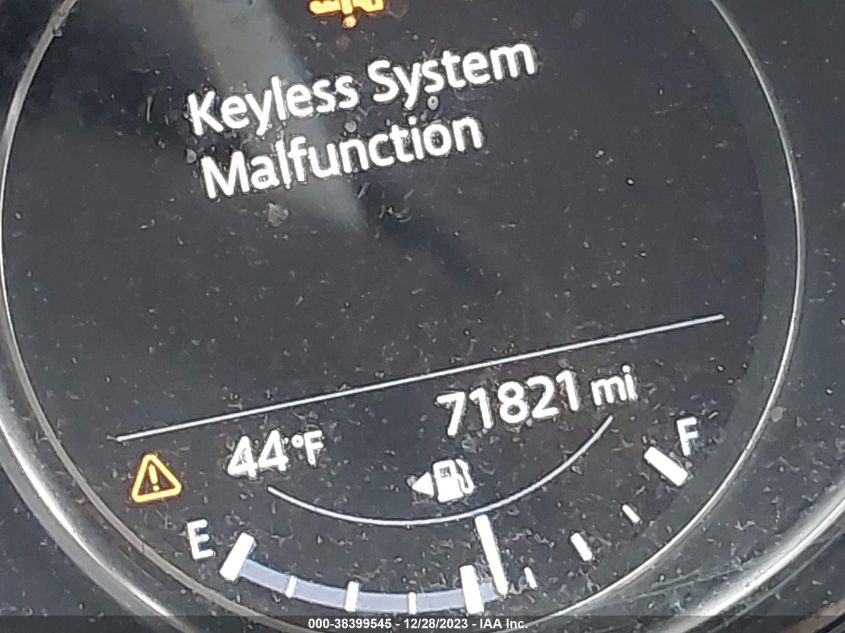 Keyless System
Malfunction
71821 mi
44°F
F
E
000-38399545 - 12/28/2023 - IAA Inc.